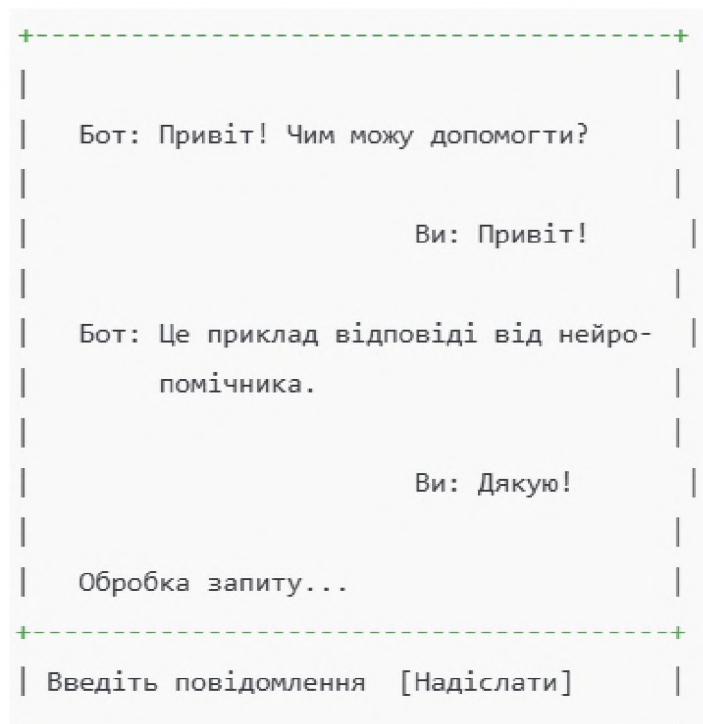 Бот: Привіт! Чим можу допомогти?
Ви: Привіт!
Бот: Це приклад відповіді від нейро-
помічника.
Ви: Дякую!
Обробка запиту...
Введіть повідомлення [Надіслати]